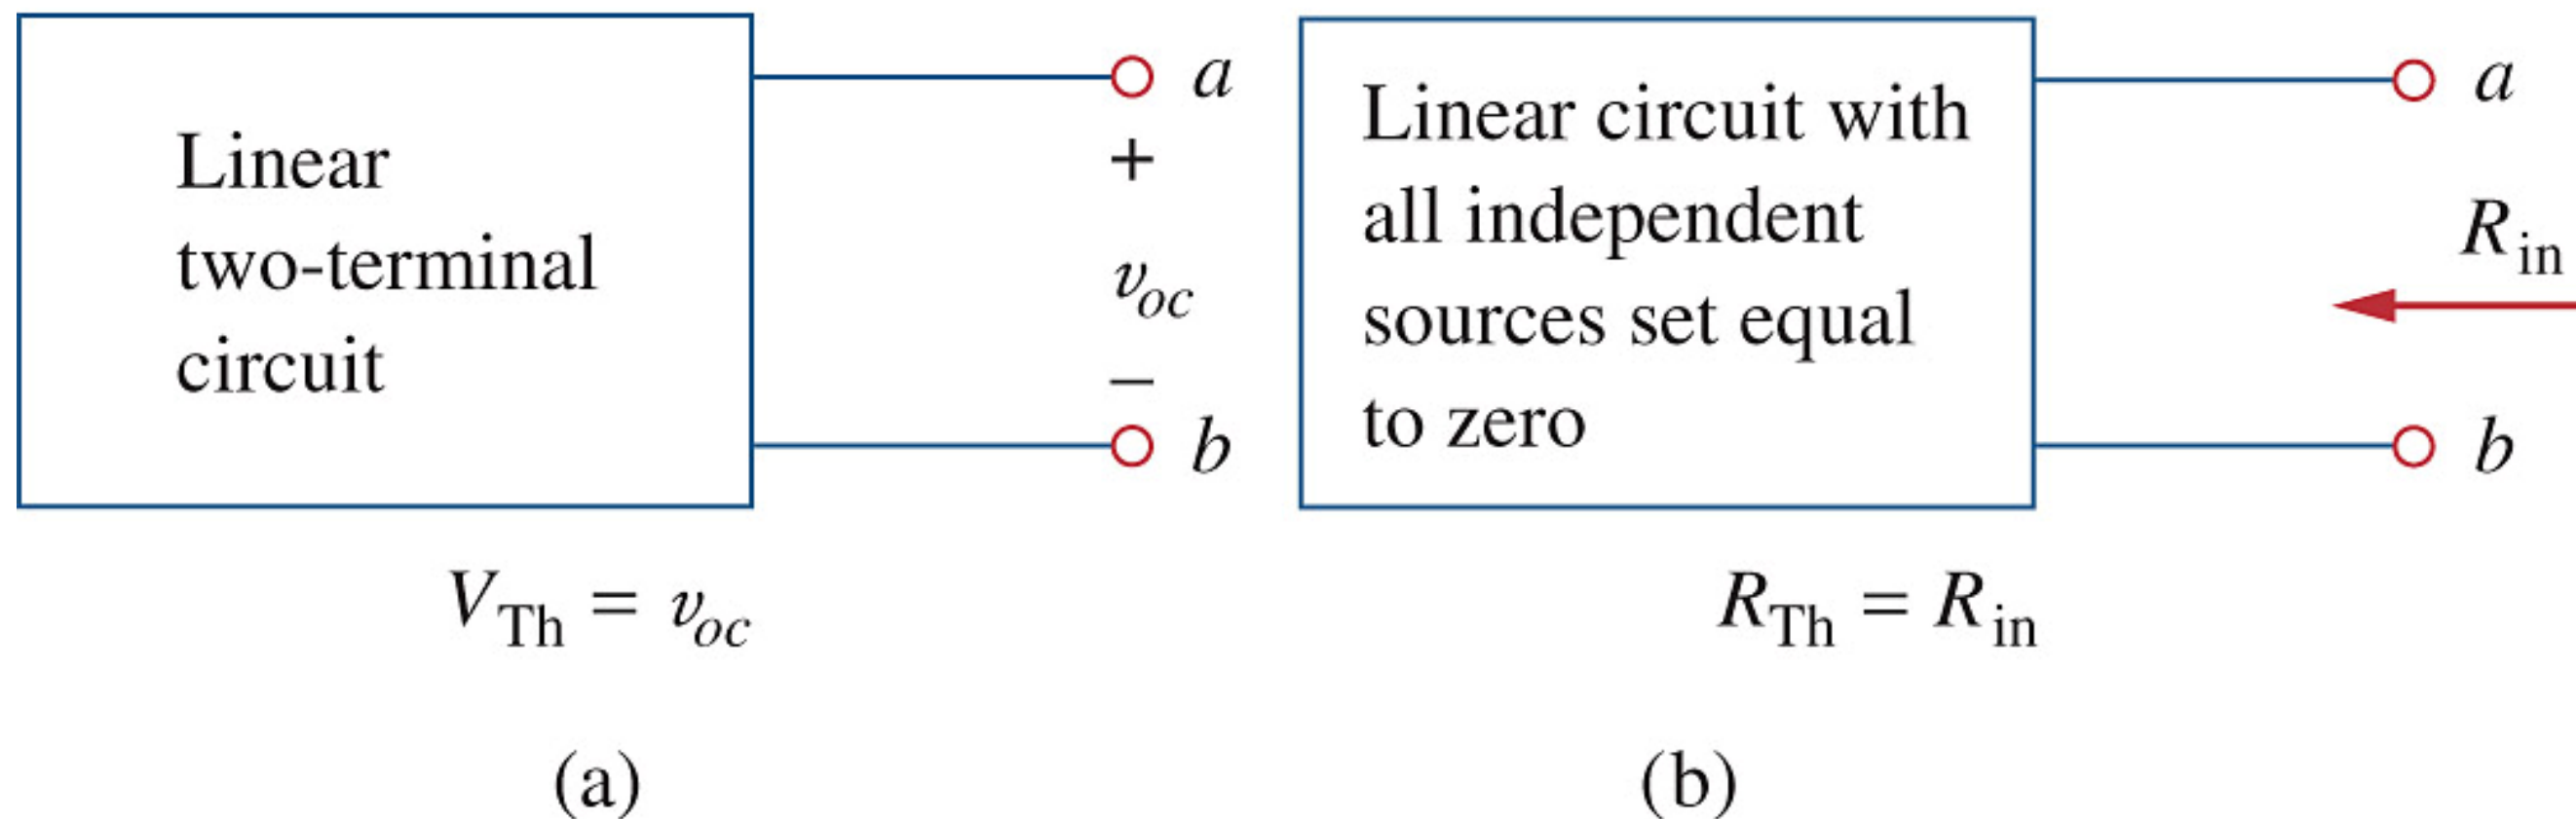 Linear
two-terminal
circuit
a
+
v_oc
−
b
V_Th = v_oc
(a)
Linear circuit with
all independent
sources set equal
to zero
a
R_in
b
R_Th = R_in
(b)